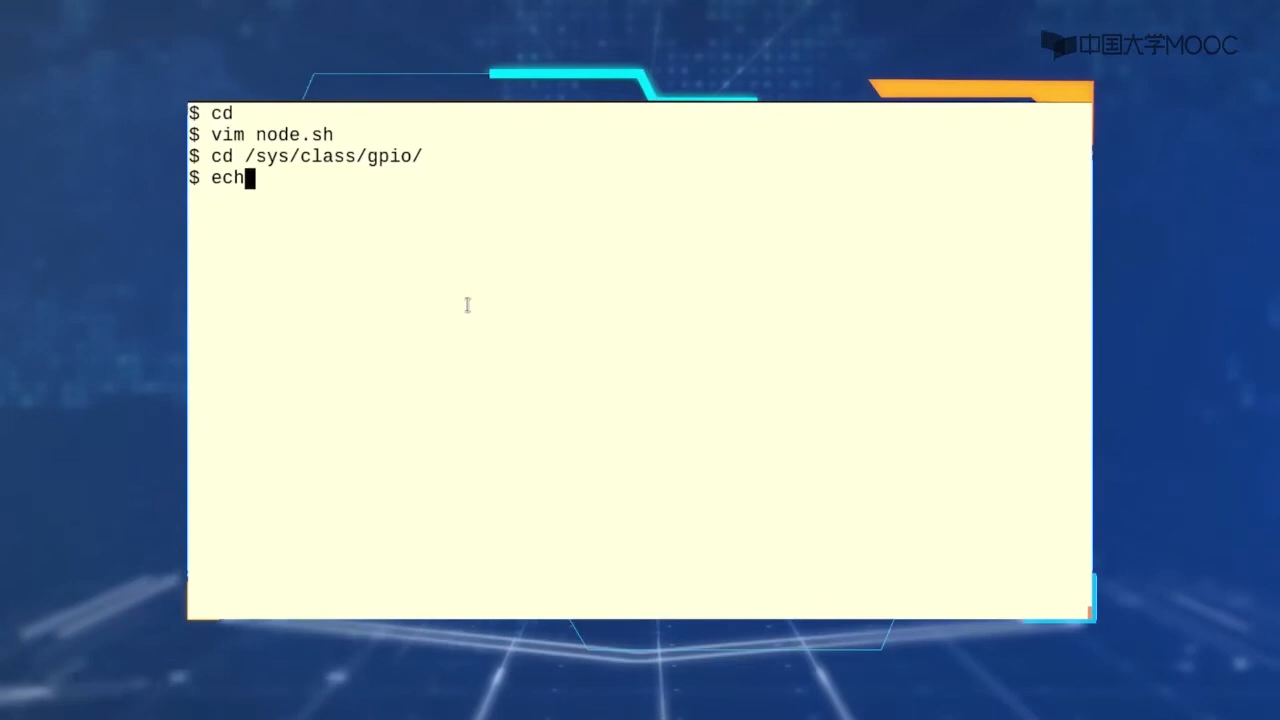 中国大学MOOC
$ cd
$ vim node.sh
$ cd /sys/class/gpio/
$ ech